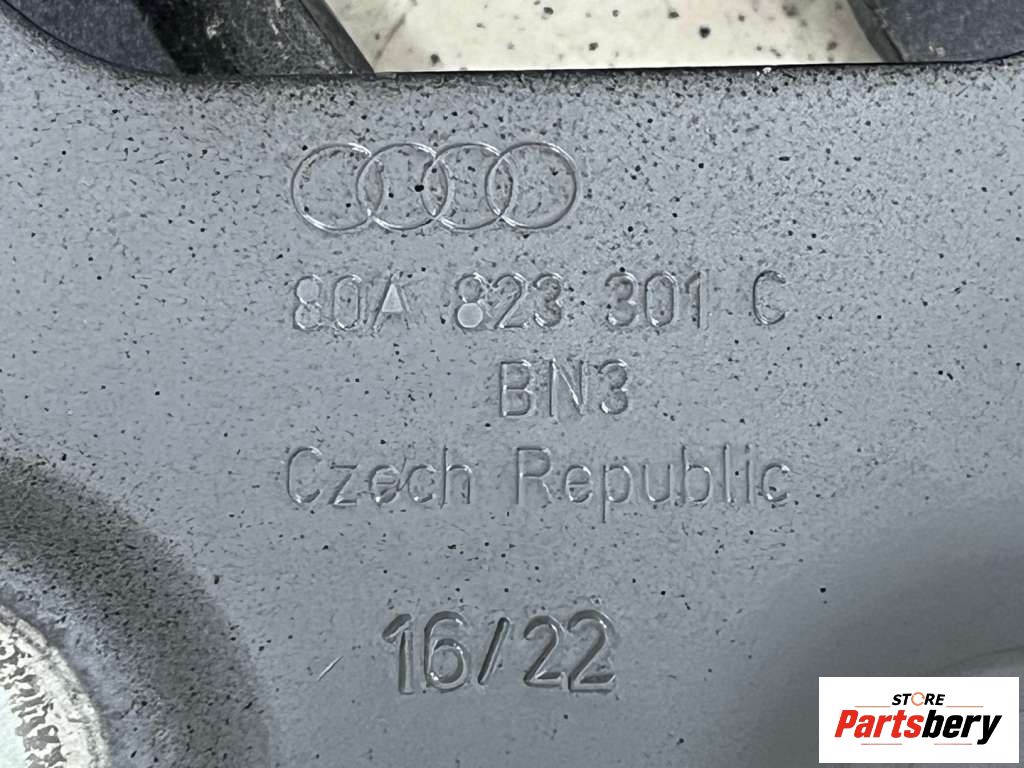 80A 823 301 C
BN3
Czech Republic
16/22
STORE
Partsbery